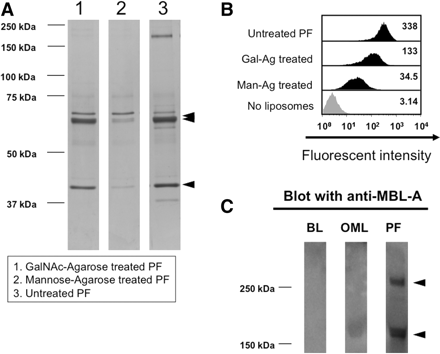 A
1 2 3
250 kDa
150 kDa
100 kDa
75 kDa
50 kDa
37 kDa
1. GalNAc-Agarose treated PF
2. Mannose-Agarose treated PF
3. Untreated PF
B
Untreated PF 338
Gal-Ag treated 133
Man-Ag treated 34.5
No liposomes 3.14
10⁰ 10¹ 10² 10³ 10⁴
Fluorescent intensity
C
Blot with anti-MBL-A
BL OML PF
250 kDa
150 kDa